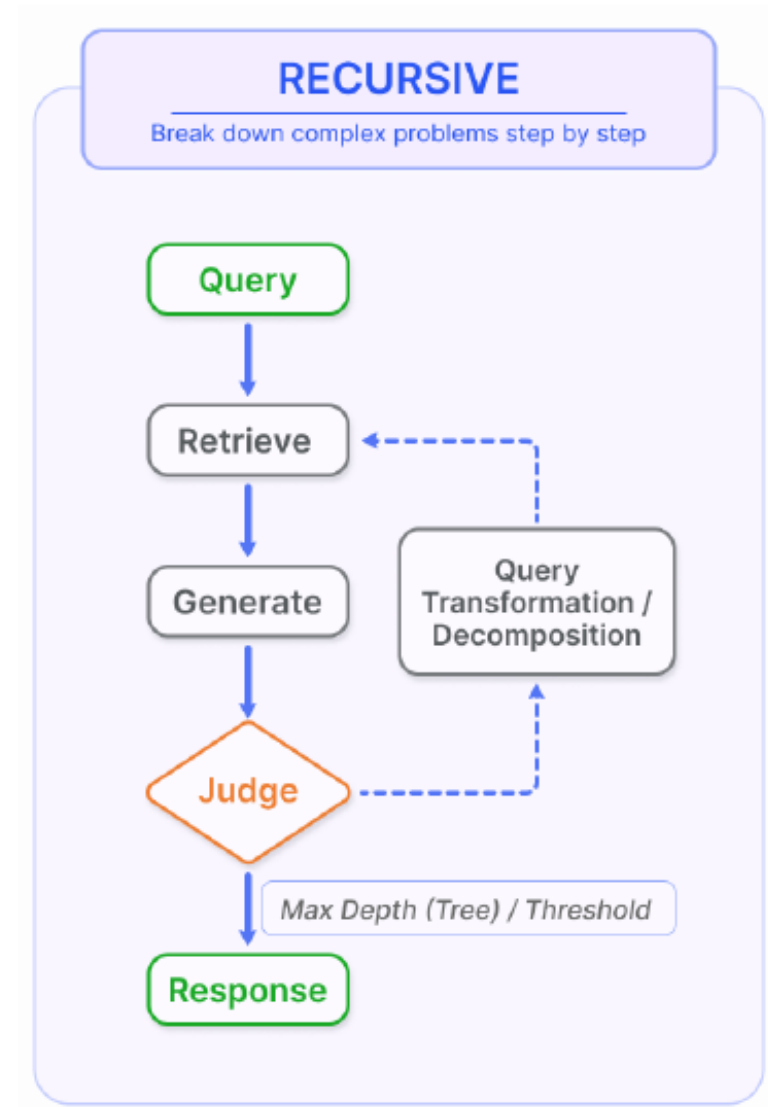 RECURSIVE
Break down complex problems step by step
Query
Retrieve
Generate
Query
Transformation /
Decomposition
Judge
Max Depth (Tree) / Threshold
Response